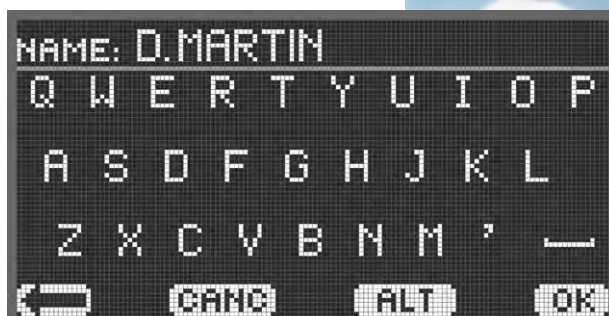 NAME: D.MARTIN
Q W E R T Y U I O P
A S D F G H J K L
Z X C V B N M '
CANC ALT OK